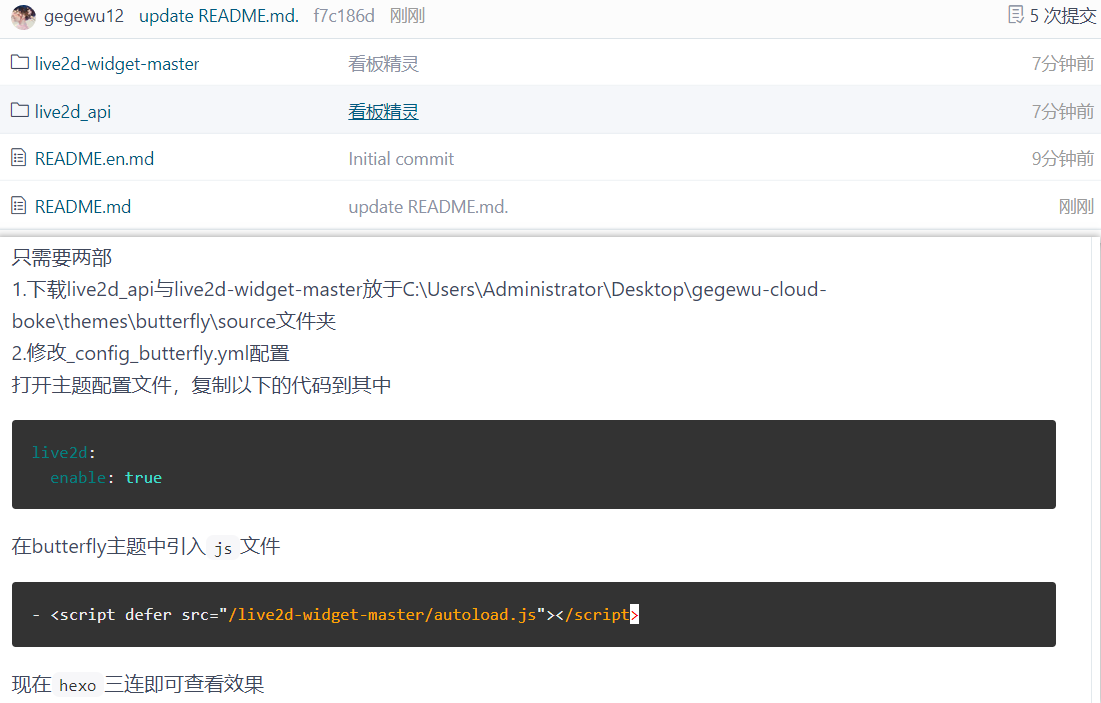 gegewu12 update README.md. f7c186d 刚刚 5 次提交
live2d-widget-master 看板精灵 7分钟前
live2d_api 看板精灵 7分钟前
README.en.md Initial commit 9分钟前
README.md update README.md. 刚刚
只需要两部
1.下载live2d_api与live2d-widget-master放于C:\Users\Administrator\Desktop\gegewu-cloud-
boke\themes\butterfly\source文件夹
2.修改_config_butterfly.yml配置
打开主题配置文件，复制以下的代码到其中
live2d:
  enable: true
在butterfly主题中引入 js 文件
- <script defer src="/live2d-widget-master/autoload.js"></script>
现在 hexo 三连即可查看效果